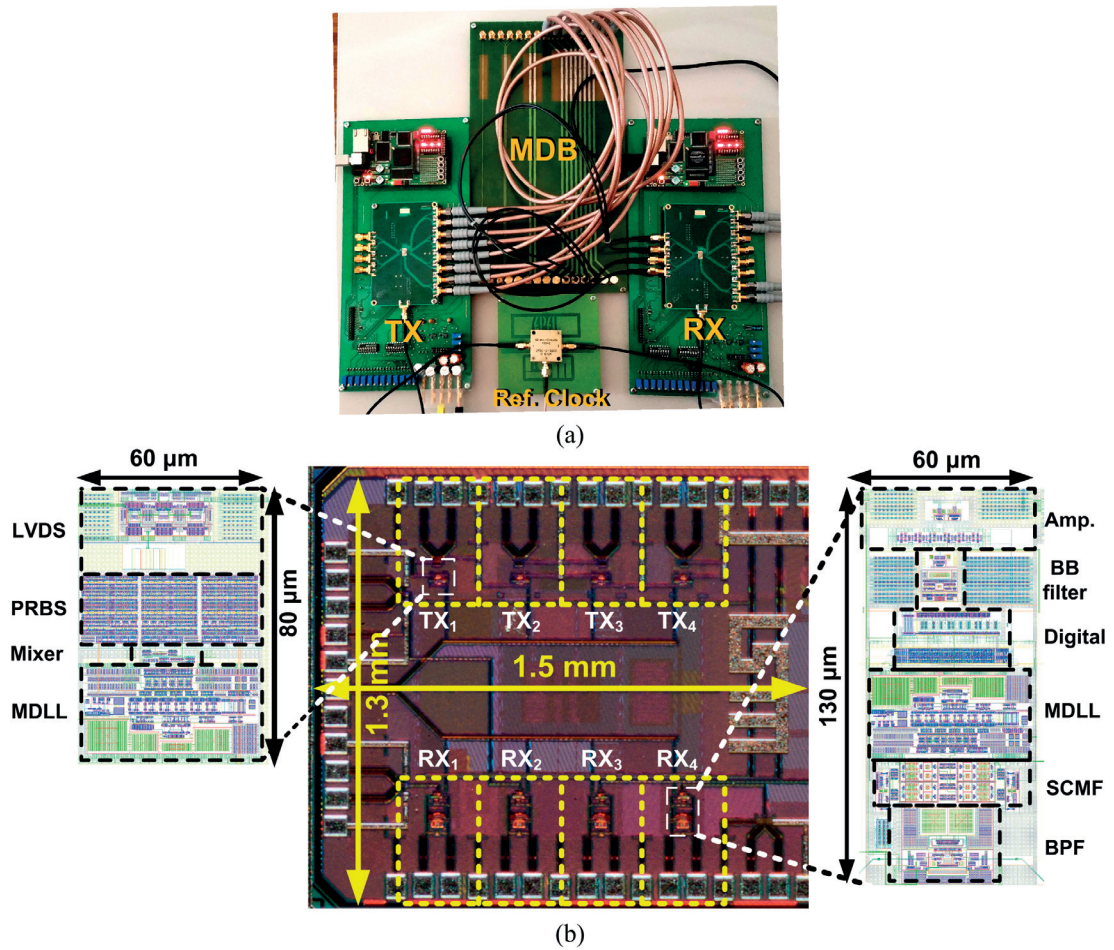 MDB
TX
RX
Ref. Clock
(a)
60 µm
60 µm
LVDS
PRBS
Mixer
MDLL
80 µm
TX1 TX2 TX3 TX4
1.5 mm
1.3 mm
RX1 RX2 RX3 RX4
130 µm
Amp.
BB
filter
Digital
MDLL
SCMF
BPF
(b)